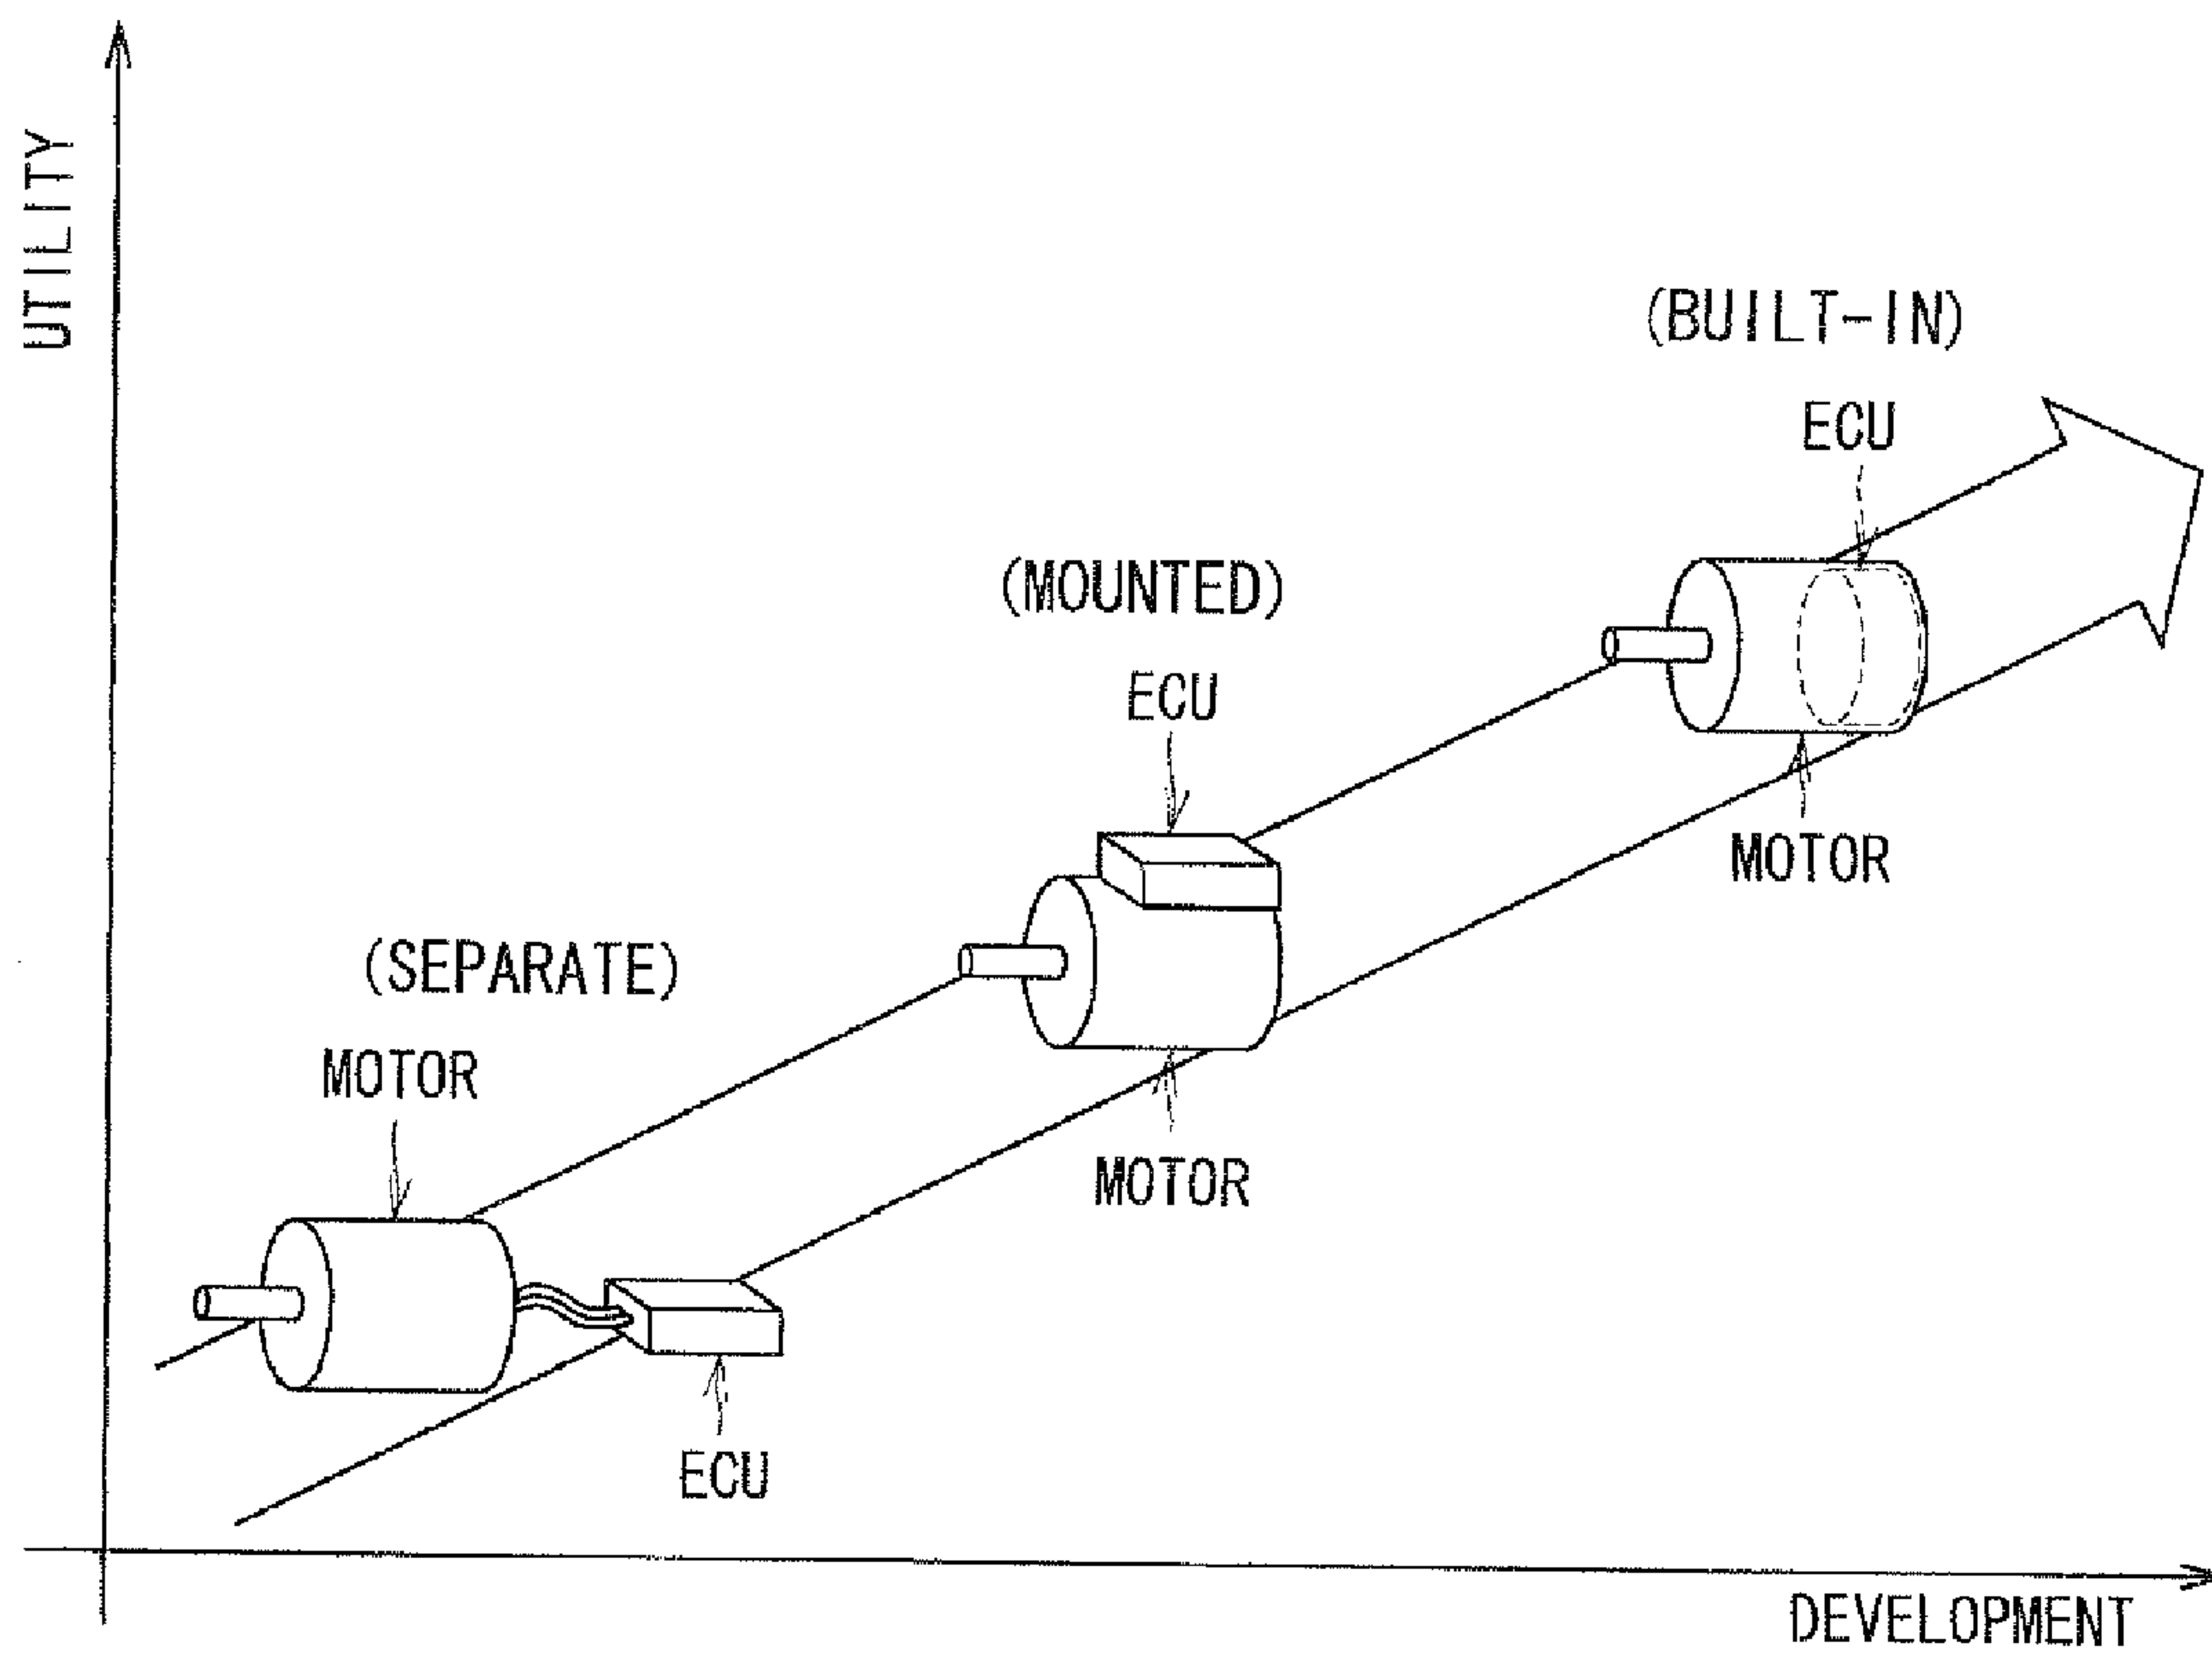 UTILITY
(BUILT-IN)
ECU
(MOUNTED)
ECU
MOTOR
(SEPARATE)
MOTOR
MOTOR
ECU
DEVELOPMENT